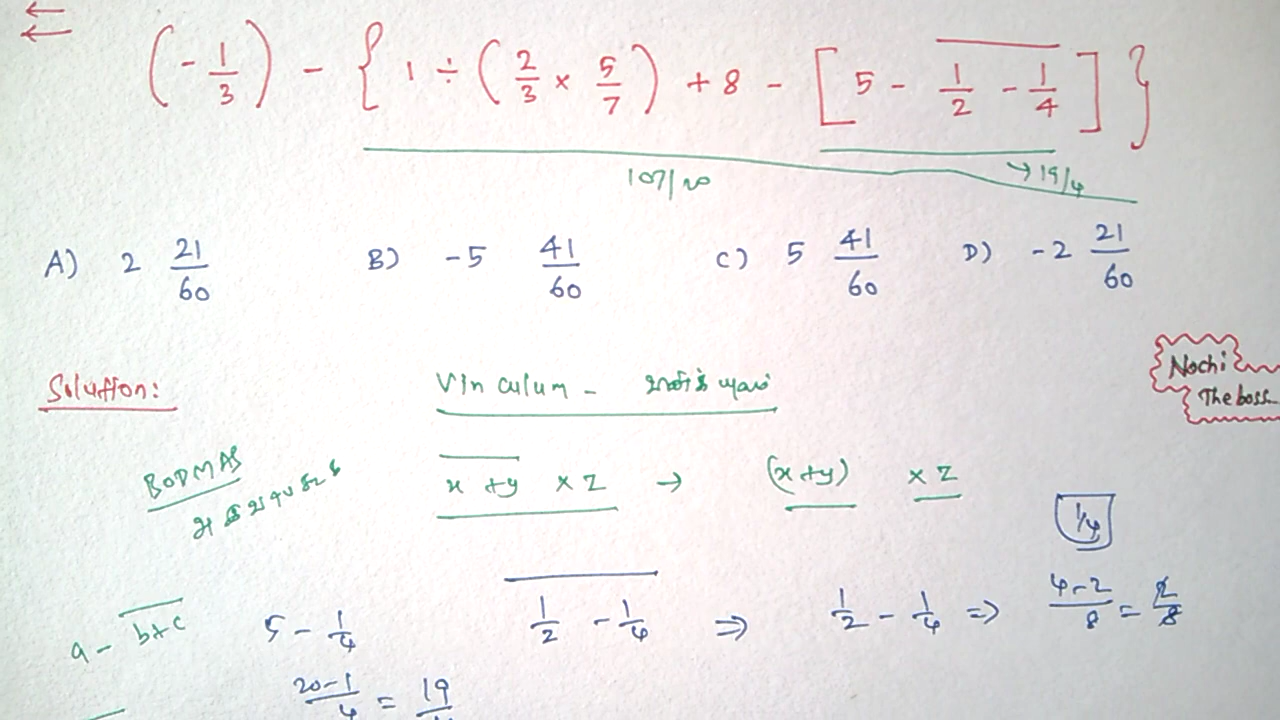 (-1/3) - { 1 ÷ (2/3 × 5/7) + 8 - [5 - 1/2 - 1/4] }
107/20
→ 19/4
A) 2 21/60 B) -5 41/60 C) 5 41/60 D) -2 21/60
Nochi
The boss
Solution:
Vinculum -
BODMAS
x + y × z → (x + y) × z
1/4
a - b+c
5 - 1/4
1/2 - 1/4 ⇒ 1/2 - 1/4 ⇒ 4-2/8 = 2/8
20-1/4 = 19/4